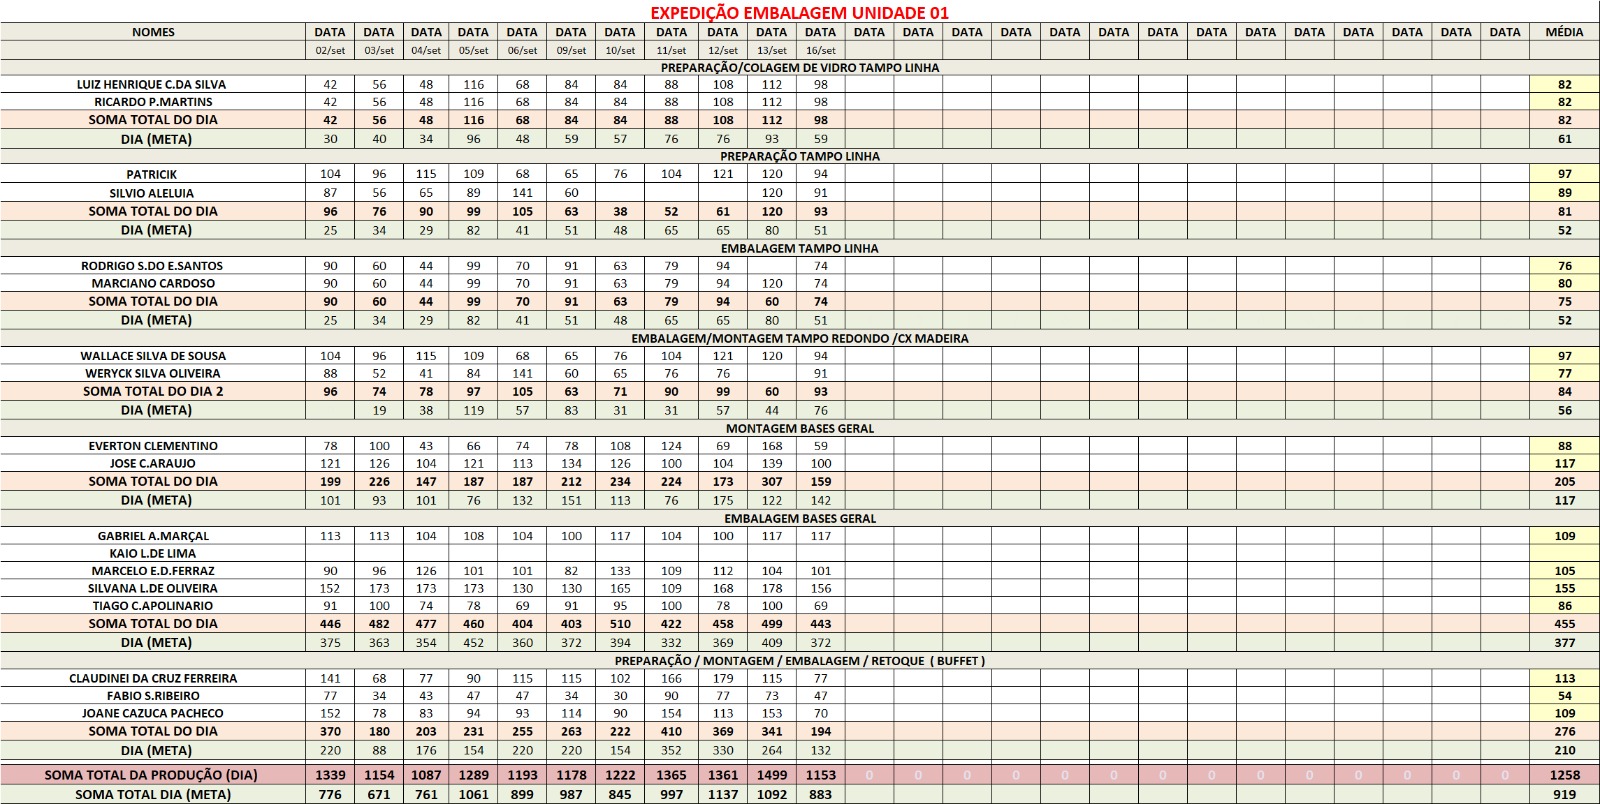 EXPEDIÇÃO EMBALAGEM UNIDADE 01
NOMES DATA DATA DATA DATA DATA DATA DATA DATA DATA DATA DATA DATA DATA DATA DATA DATA DATA DATA DATA DATA DATA DATA DATA DATA DATA MÉDIA
02/set 03/set 04/set 05/set 06/set 09/set 10/set 11/set 12/set 13/set 16/set
PREPARAÇÃO/COLAGEM DE VIDRO TAMPO LINHA
LUIZ HENRIQUE C.DA SILVA 42 56 48 116 68 84 84 88 108 112 98 82
RICARDO P.MARTINS 42 56 48 116 68 84 84 88 108 112 98 82
SOMA TOTAL DO DIA 42 56 48 116 68 84 84 88 108 112 98 82
DIA (META) 30 40 34 96 48 59 57 76 76 93 59 61
PREPARAÇÃO TAMPO LINHA
PATRICIK 104 96 115 109 68 65 76 104 121 120 94 97
SILVIO ALELUIA 87 56 65 89 141 60 120 91 89
SOMA TOTAL DO DIA 96 76 90 99 105 63 38 52 61 120 93 81
DIA (META) 25 34 29 82 41 51 48 65 65 80 51 52
EMBALAGEM TAMPO LINHA
RODRIGO S.DO E.SANTOS 90 60 44 99 70 91 63 79 94 74 76
MARCIANO CARDOSO 90 60 44 99 70 91 63 79 94 120 74 80
SOMA TOTAL DO DIA 90 60 44 99 70 91 63 79 94 60 74 75
DIA (META) 25 34 29 82 41 51 48 65 65 80 51 52
EMBALAGEM/MONTAGEM TAMPO REDONDO /CX MADEIRA
WALLACE SILVA DE SOUSA 104 96 115 109 68 65 76 104 121 120 94 97
WERYCK SILVA OLIVEIRA 88 52 41 84 141 60 65 76 76 91 77
SOMA TOTAL DO DIA 2 96 74 78 97 105 63 71 90 99 60 93 84
DIA (META) 19 38 119 57 83 31 31 57 44 76 56
MONTAGEM BASES GERAL
EVERTON CLEMENTINO 78 100 43 66 74 78 108 124 69 168 59 88
JOSE C.ARAUJO 121 126 104 121 113 134 126 100 104 139 100 117
SOMA TOTAL DO DIA 199 226 147 187 187 212 234 224 173 307 159 205
DIA (META) 101 93 101 76 132 151 113 76 175 122 142 117
EMBALAGEM BASES GERAL
GABRIEL A.MARÇAL 113 113 104 108 104 100 117 104 100 117 117 109
KAIO L.DE LIMA
MARCELO E.D.FERRAZ 90 96 126 101 101 82 133 109 112 104 101 105
SILVANA L.DE OLIVEIRA 152 173 173 173 130 130 165 109 168 178 156 155
TIAGO C.APOLINARIO 91 100 74 78 69 91 95 100 78 100 69 86
SOMA TOTAL DO DIA 446 482 477 460 404 403 510 422 458 499 443 455
DIA (META) 375 363 354 452 360 372 394 332 369 409 372 377
PREPARAÇÃO / MONTAGEM / EMBALAGEM / RETOQUE ( BUFFET )
CLAUDINEI DA CRUZ FERREIRA 141 68 77 90 115 115 102 166 179 115 77 113
FABIO S.RIBEIRO 77 34 43 47 47 34 30 90 77 73 47 54
JOANE CAZUCA PACHECO 152 78 83 94 93 114 90 154 113 153 70 109
SOMA TOTAL DO DIA 370 180 203 231 255 263 222 410 369 341 194 276
DIA (META) 220 88 176 154 220 220 154 352 330 264 132 210
SOMA TOTAL DA PRODUÇÃO (DIA) 1339 1154 1087 1289 1193 1178 1222 1365 1361 1499 1153 0 0 0 0 0 0 0 0 0 0 0 0 0 0 1258
SOMA TOTAL DIA (META) 776 671 761 1061 899 987 845 997 1137 1092 883 919